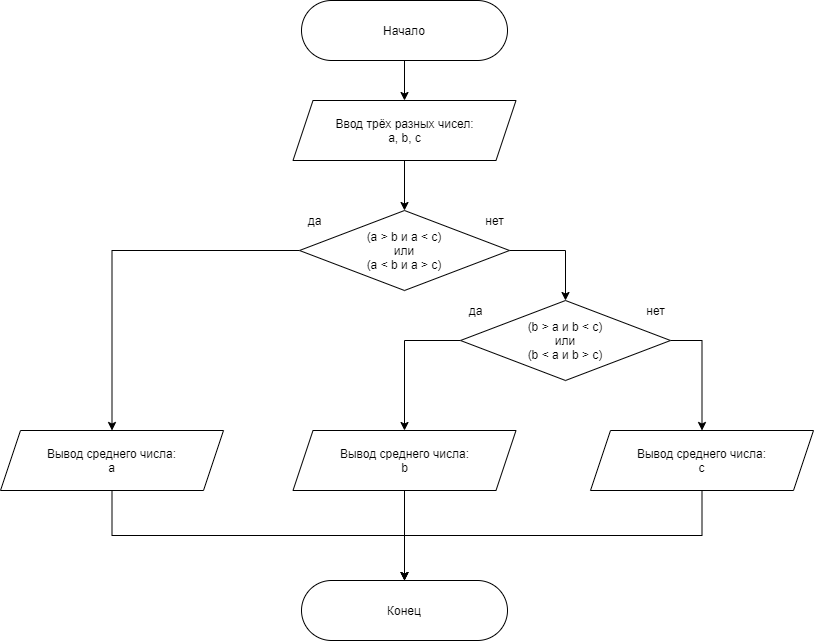 Начало
Ввод трёх разных чисел:
a, b, c
да
нет
(a > b и a < c)
или
(a < b и a > c)
да
нет
(b > a и b < c)
или
(b < a и b > c)
Вывод среднего числа:
a
Вывод среднего числа:
b
Вывод среднего числа:
c
Конец